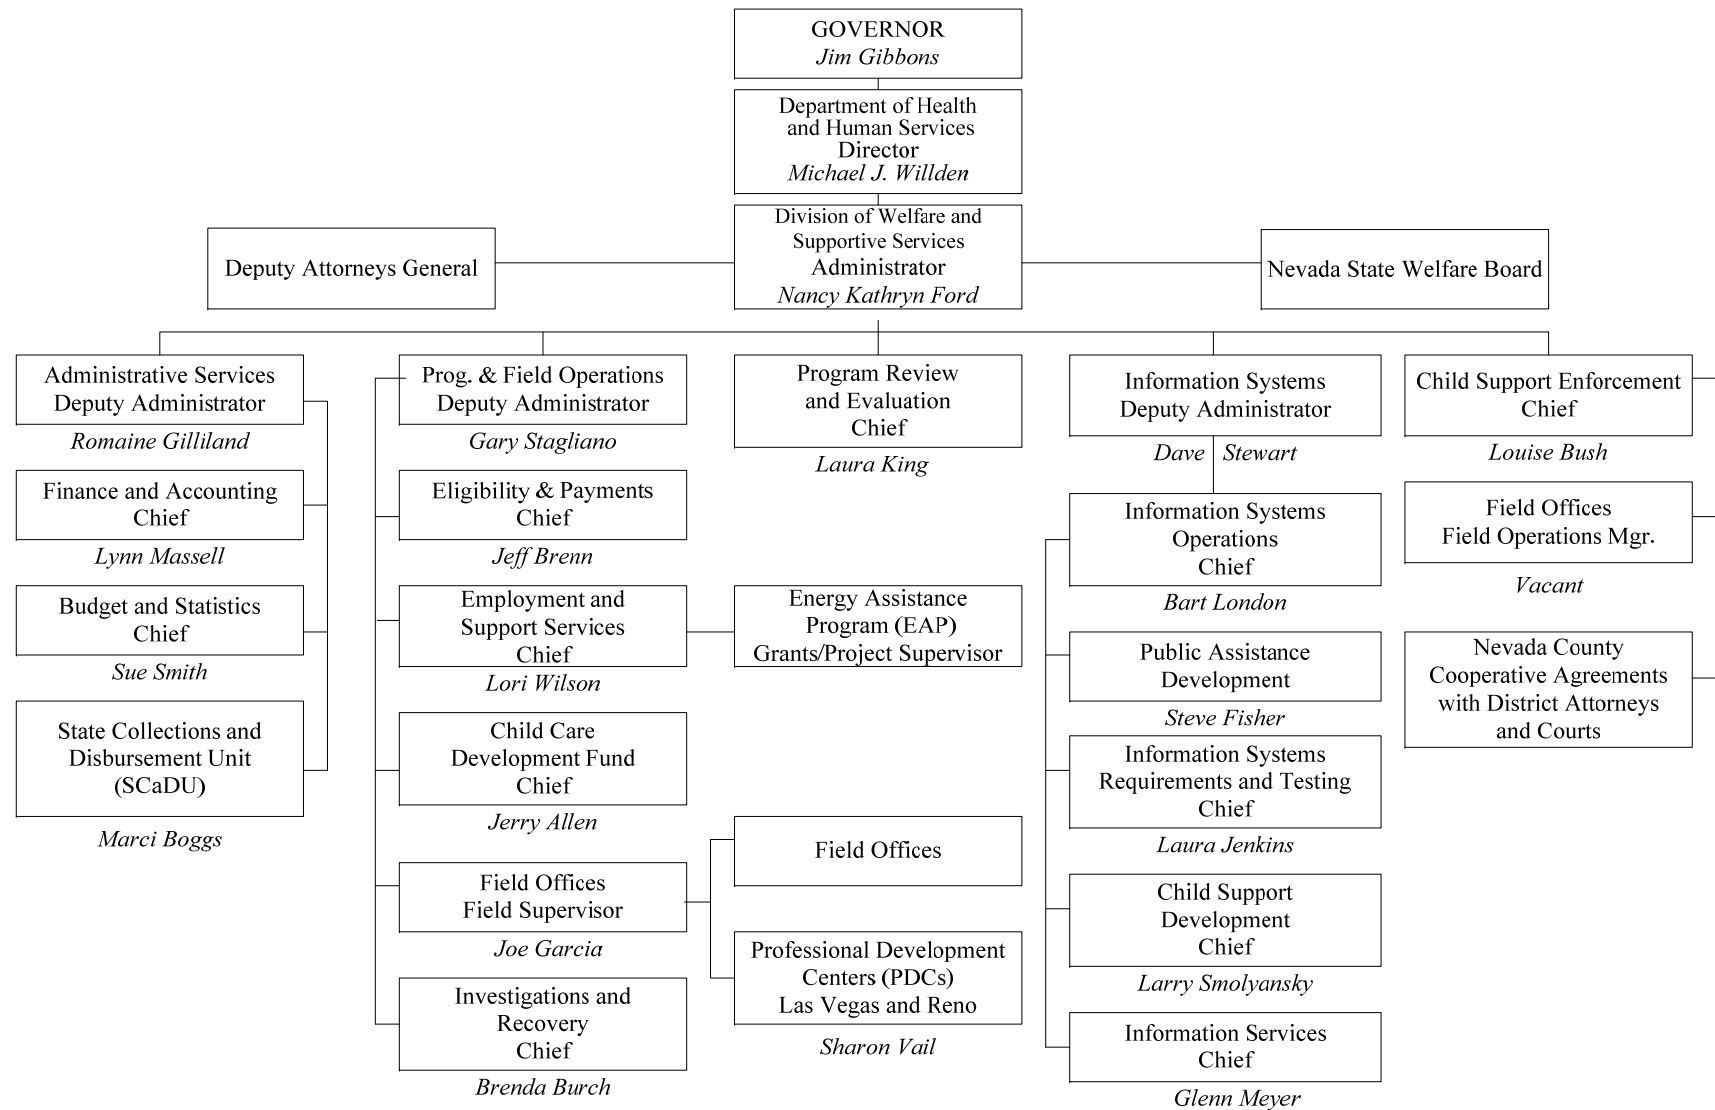 GOVERNOR
Jim Gibbons
Department of Health
and Human Services
Director
Michael J. Willden
Division of Welfare and
Supportive Services
Administrator
Nancy Kathryn Ford
Deputy Attorneys General
Nevada State Welfare Board
Administrative Services
Deputy Administrator
Romaine Gilliland
Finance and Accounting
Chief
Lynn Massell
Budget and Statistics
Chief
Sue Smith
State Collections and
Disbursement Unit
(SCaDU)
Marci Boggs
Prog. & Field Operations
Deputy Administrator
Gary Stagliano
Eligibility & Payments
Chief
Jeff Brenn
Employment and
Support Services
Chief
Lori Wilson
Child Care
Development Fund
Chief
Jerry Allen
Field Offices
Field Supervisor
Joe Garcia
Investigations and
Recovery
Chief
Brenda Burch
Program Review
and Evaluation
Chief
Laura King
Energy Assistance
Program (EAP)
Grants/Project Supervisor
Field Offices
Professional Development
Centers (PDCs)
Las Vegas and Reno
Sharon Vail
Information Systems
Deputy Administrator
Dave Stewart
Information Systems
Operations
Chief
Bart London
Public Assistance
Development
Steve Fisher
Information Systems
Requirements and Testing
Chief
Laura Jenkins
Child Support
Development
Chief
Larry Smolyansky
Information Services
Chief
Glenn Meyer
Child Support Enforcement
Chief
Louise Bush
Field Offices
Field Operations Mgr.
Vacant
Nevada County
Cooperative Agreements
with District Attorneys
and Courts